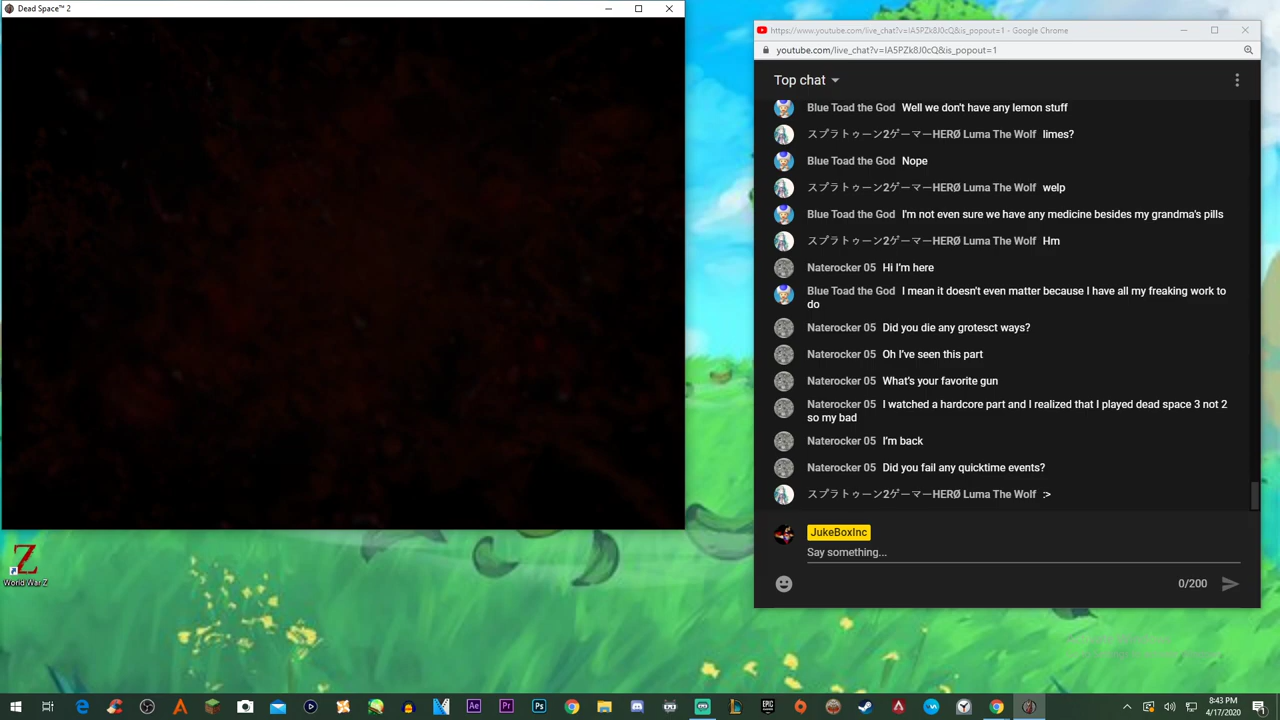 Dead Space™ 2
https://www.youtube.com/live_chat?v=IA5PZk8J0cQ&is_popout=1 - Google Chrome
youtube.com/live_chat?v=IA5PZk8J0cQ&is_popout=1
Top chat
Blue Toad the God Well we don't have any lemon stuff
スプラトゥーン2ゲーマーHERØ Luma The Wolf limes?
Blue Toad the God Nope
スプラトゥーン2ゲーマーHERØ Luma The Wolf welp
Blue Toad the God I'm not even sure we have any medicine besides my grandma's pills
スプラトゥーン2ゲーマーHERØ Luma The Wolf Hm
Naterocker 05 Hi I'm here
Blue Toad the God I mean it doesn't even matter because I have all my freaking work to
do
Naterocker 05 Did you die any grotesct ways?
Naterocker 05 Oh I've seen this part
Naterocker 05 What's your favorite gun
Naterocker 05 I watched a hardcore part and I realized that I played dead space 3 not 2
so my bad
Naterocker 05 I'm back
Naterocker 05 Did you fail any quicktime events?
スプラトゥーン2ゲーマーHERØ Luma The Wolf :>
JukeBoxInc
Say something...
0/200
Z
World War Z
Ae
Pr
Ps
EPIC
8:43 PM
4/17/2020